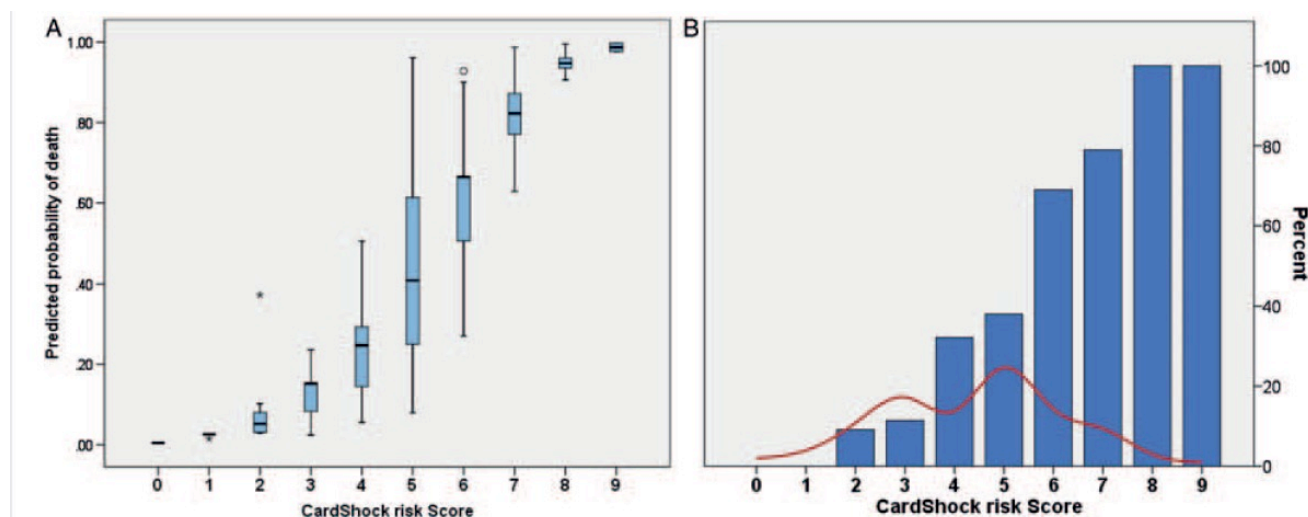 A
Predicted probability of death
1.00
.80
.60
.40
.20
.00
0 1 2 3 4 5 6 7 8 9
CardShock risk Score
B
Percent
100
80
60
40
20
0
0 1 2 3 4 5 6 7 8 9
CardShock risk Score